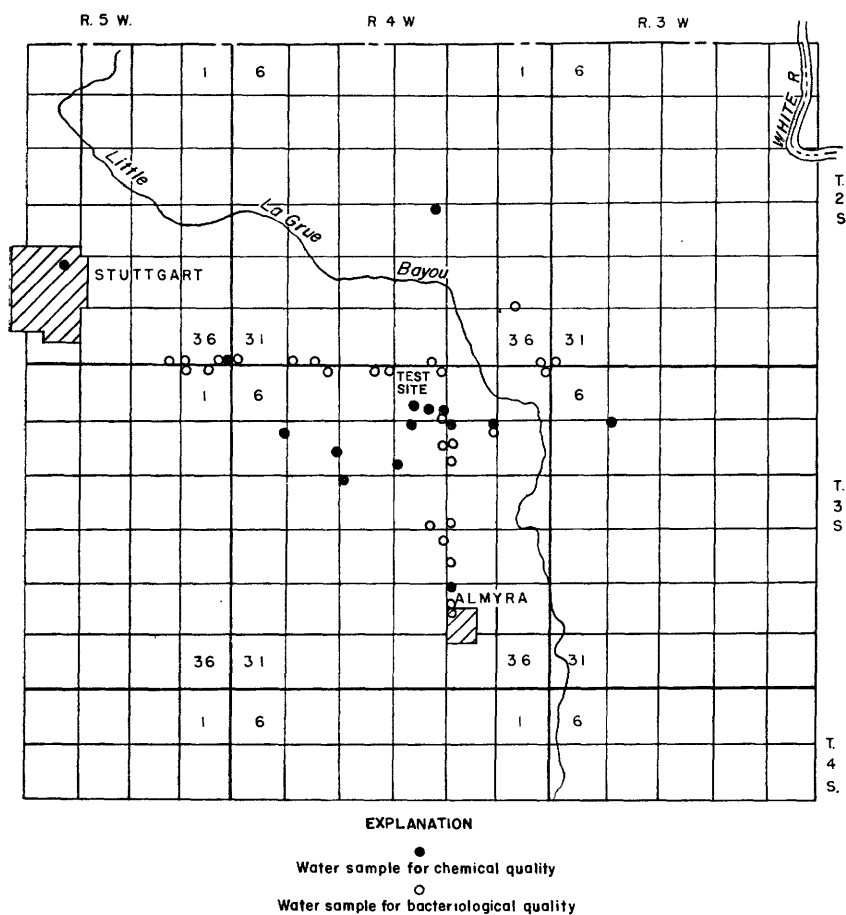 R. 5 W. R 4 W R. 3 W
1 6 1 6
WHITE R
Little
T.
2
S
La Grue
Bayou
STUTTGART
36 31 36 31
TEST
SITE
1 6 6
T.
3
S
ALMYRA
36 31 36 31
1 6 1 6
T.
4
S.
EXPLANATION
Water sample for chemical quality
Water sample for bacteriological quality